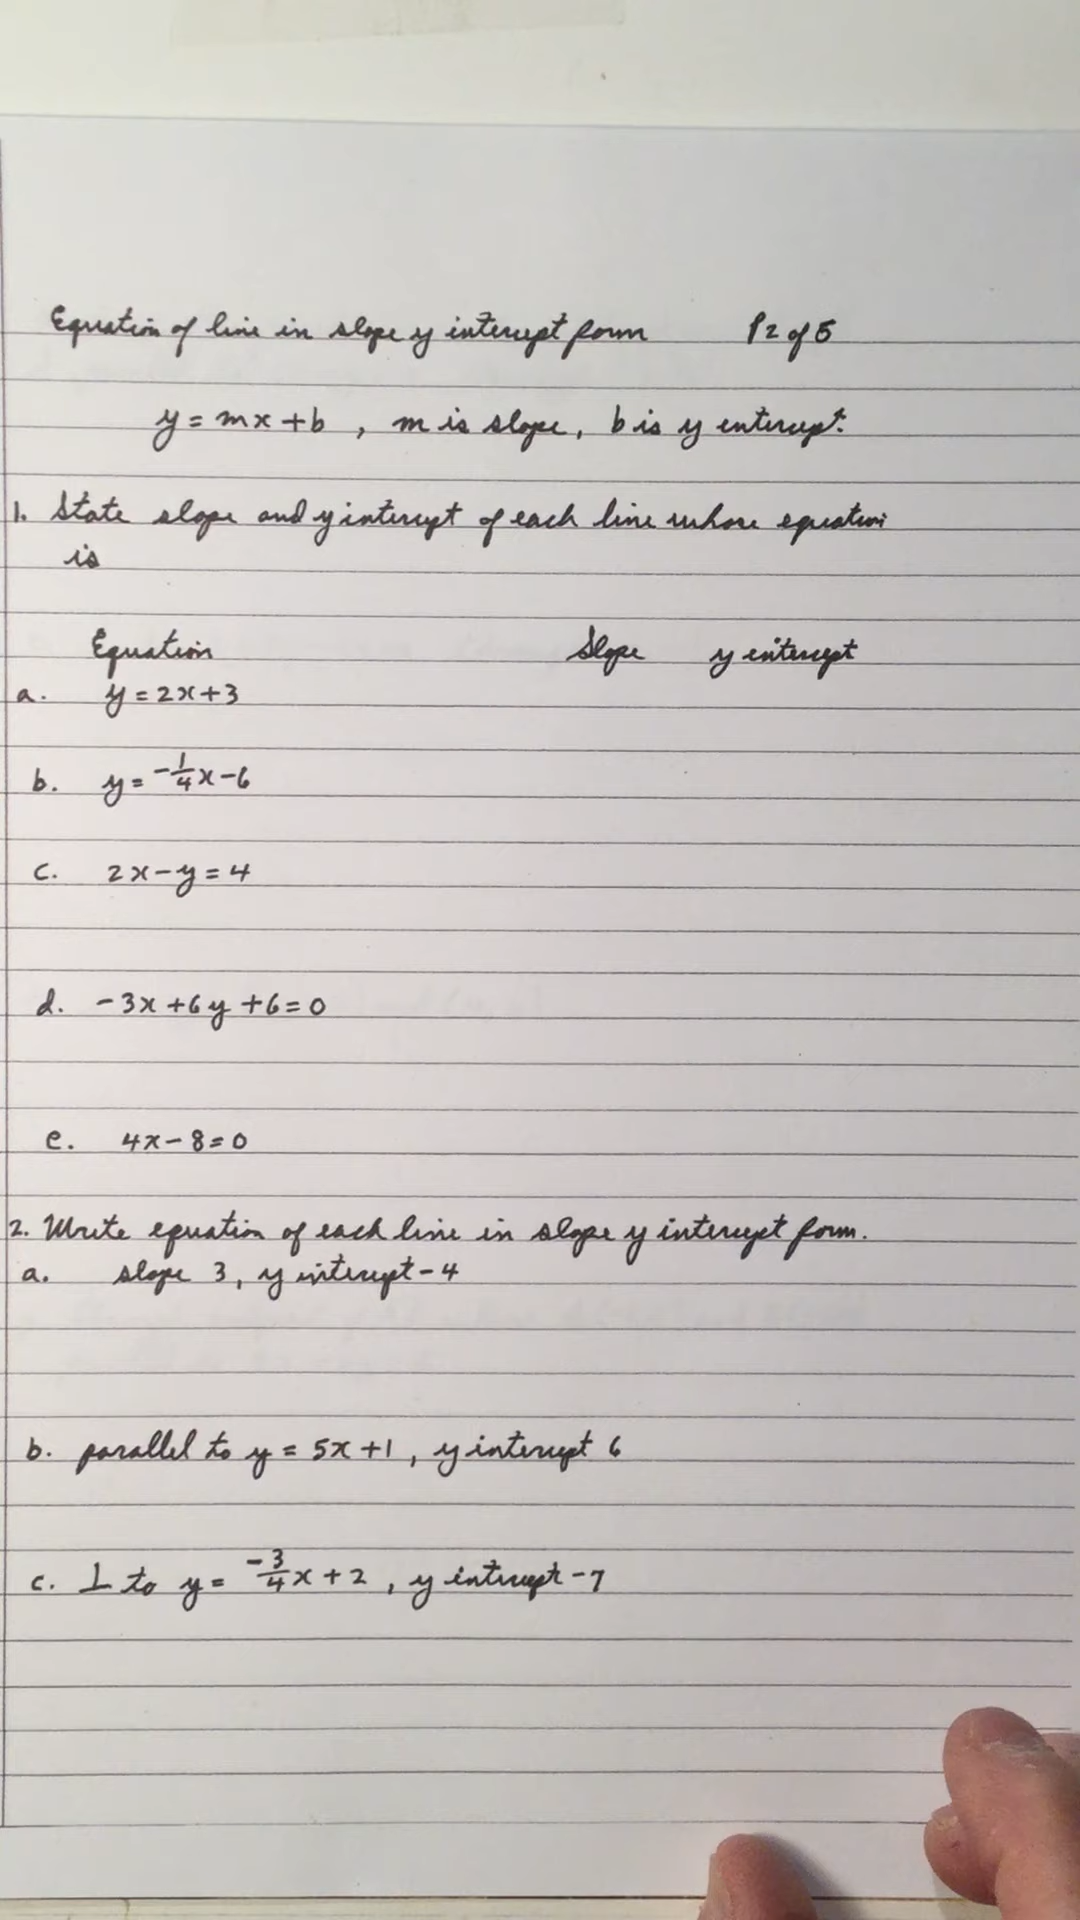 Equation of line in slope y intercept form P2 of 5
y = mx + b , m is slope, b is y intercept.
1. State slope and y intercept of each line whose equation
is
Equation Slope y intercept
a. y = 2x + 3
b. y = -1/4 x - 6
c. 2x - y = 4
d. -3x + 6y + 6 = 0
e. 4x - 8 = 0
2. Write equation of each line in slope y intercept form.
a. slope 3, y intercept - 4
b. parallel to y = 5x + 1, y intercept 6
c. ⊥ to y = -3/4 x + 2, y intercept - 7